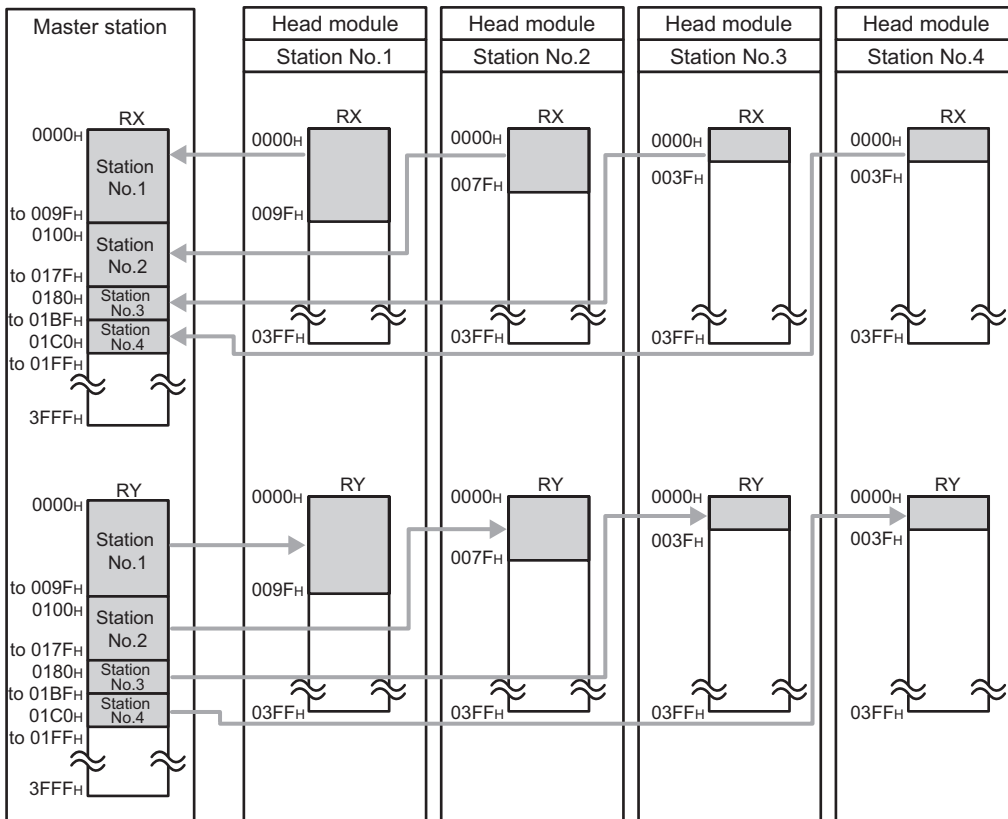 Master station
Head module
Station No.1
Head module
Station No.2
Head module
Station No.3
Head module
Station No.4
RX
0000H
Station
No.1
to 009FH
0100H
Station
No.2
to 017FH
0180H
Station
No.3
to 01BFH
01C0H
Station
No.4
to 01FFH
3FFFH
RX
0000H
009FH
03FFH
RX
0000H
007FH
03FFH
RX
0000H
003FH
03FFH
RX
0000H
003FH
03FFH
RY
0000H
Station
No.1
to 009FH
0100H
Station
No.2
to 017FH
0180H
Station
No.3
to 01BFH
01C0H
Station
No.4
to 01FFH
3FFFH
RY
0000H
009FH
03FFH
RY
0000H
007FH
03FFH
RY
0000H
003FH
03FFH
RY
0000H
003FH
03FFH